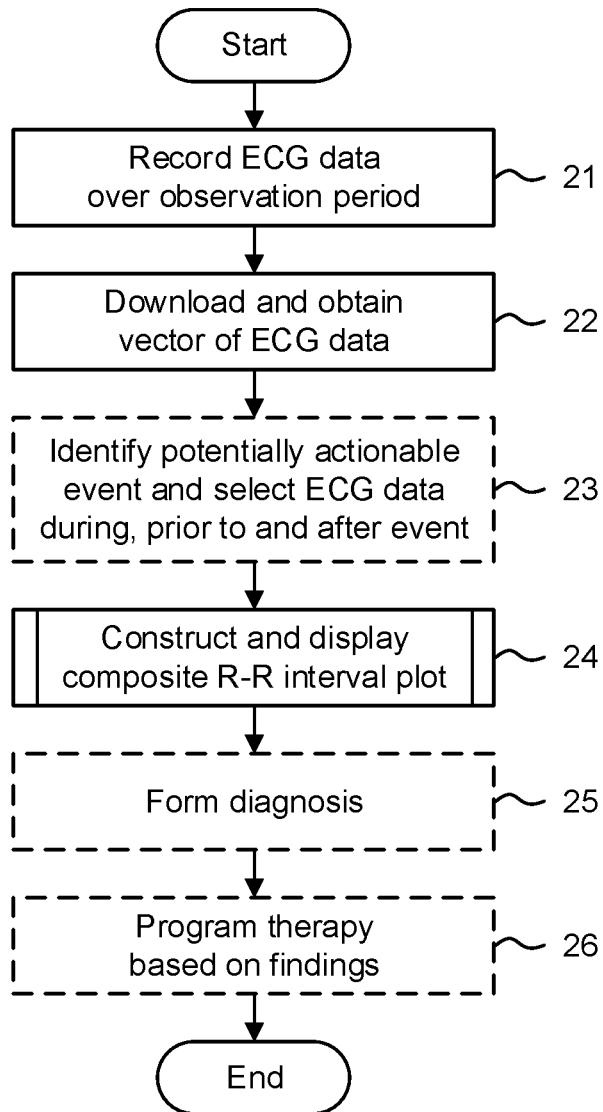 Start
Record ECG data
over observation period
21
Download and obtain
vector of ECG data
22
Identify potentially actionable
event and select ECG data
during, prior to and after event
23
Construct and display
composite R-R interval plot
24
Form diagnosis
25
Program therapy
based on findings
26
End